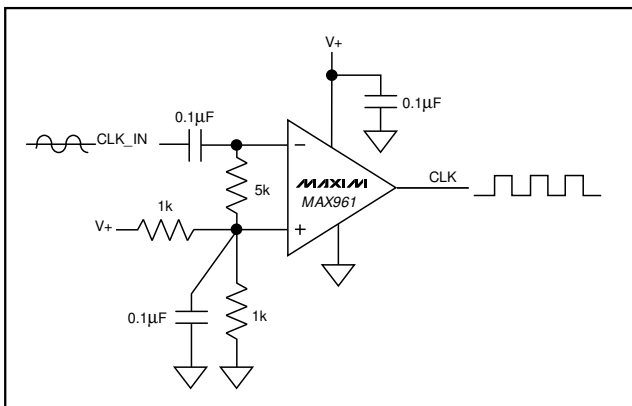 V+
0.1µF
0.1µF
CLK_IN
−
MAXIM
MAX961
CLK
5k
1k
V+
+
0.1µF
1k